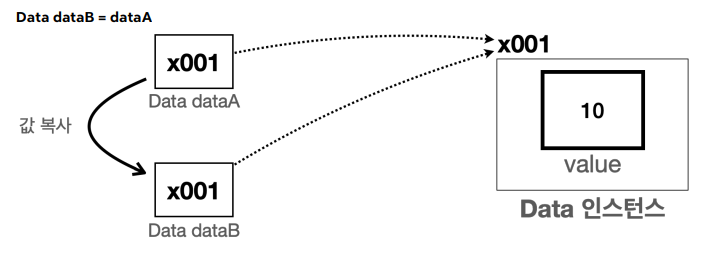 Data dataB = dataA
x001
Data dataA
값 복사
x001
Data dataB
x001
10
value
Data 인스턴스